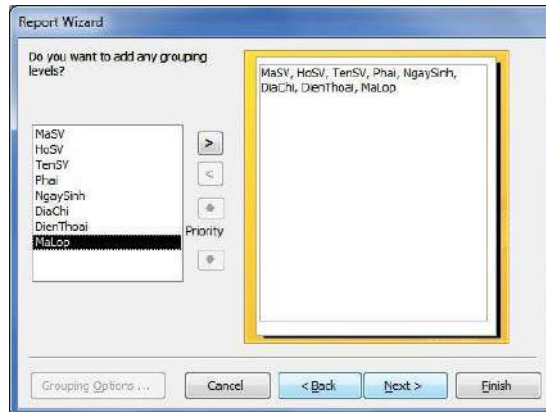 Report Wizard
Do you want to add any grouping
levels?
MaSV
HoSV
TenSV
Phai
NgaySinh
DiaChi
DienThoai
MaLop
>
<
Priority
MaSV, HoSV, TenSV, Phai, NgaySinh,
DiaChi, DienThoai, MaLop
Grouping Options ...
Cancel
< Back
Next >
Finish